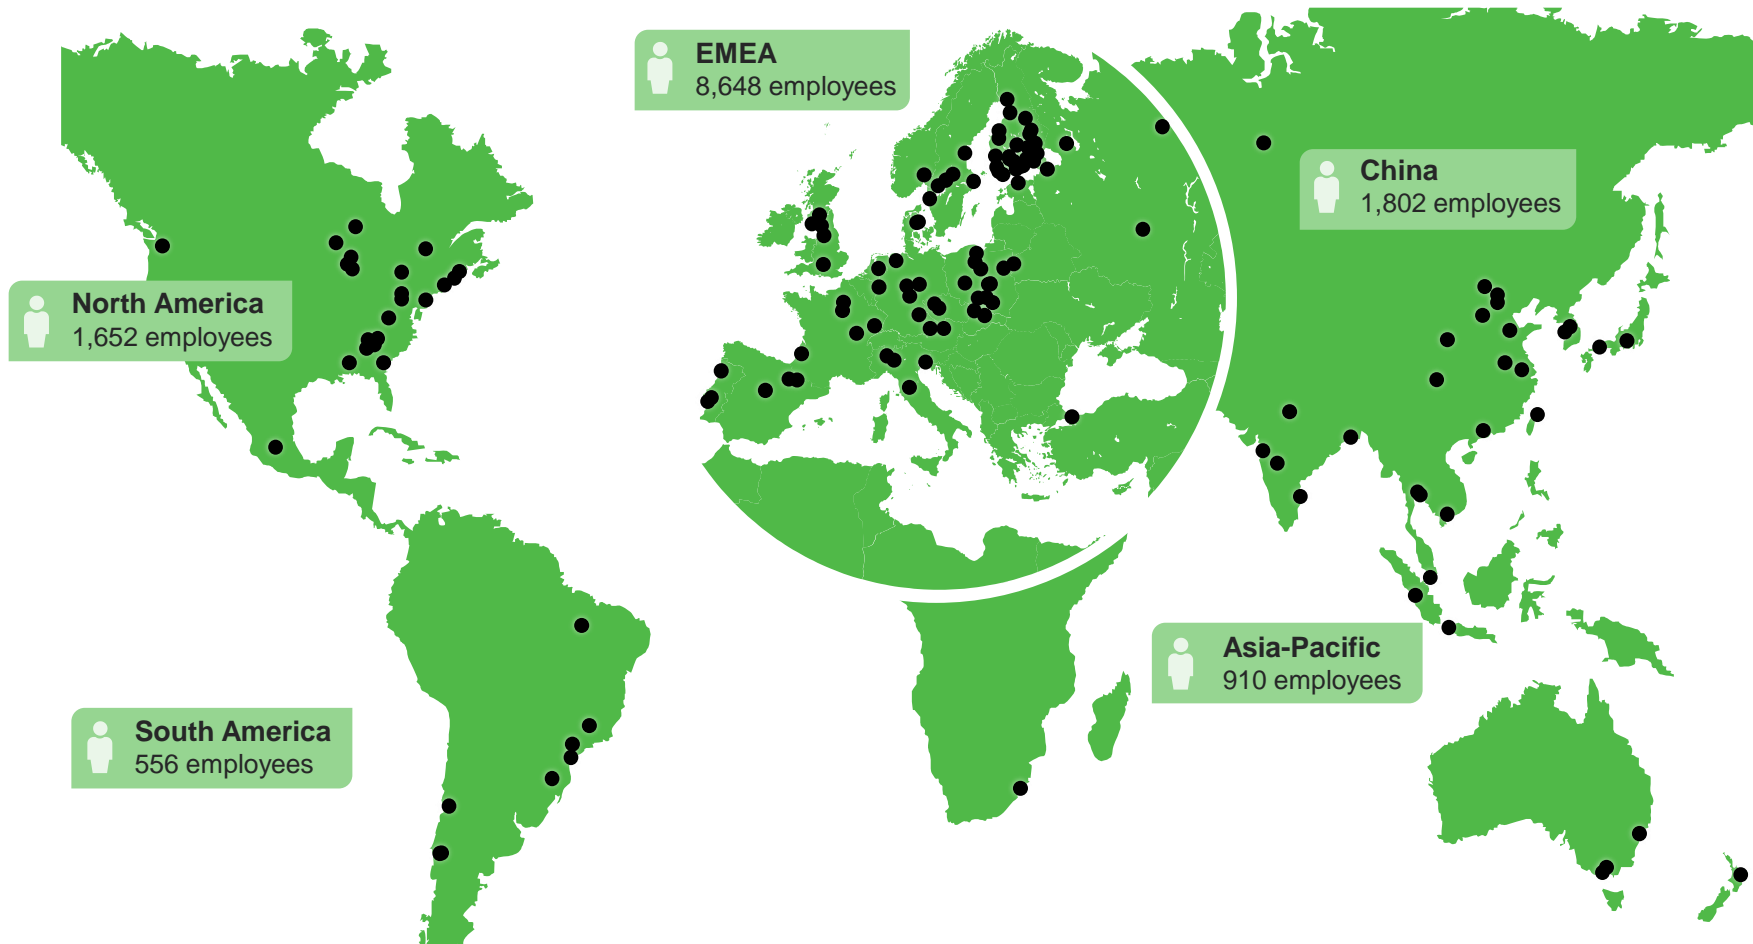 EMEA
8,648 employees
China
1,802 employees
North America
1,652 employees
Asia-Pacific
910 employees
South America
556 employees